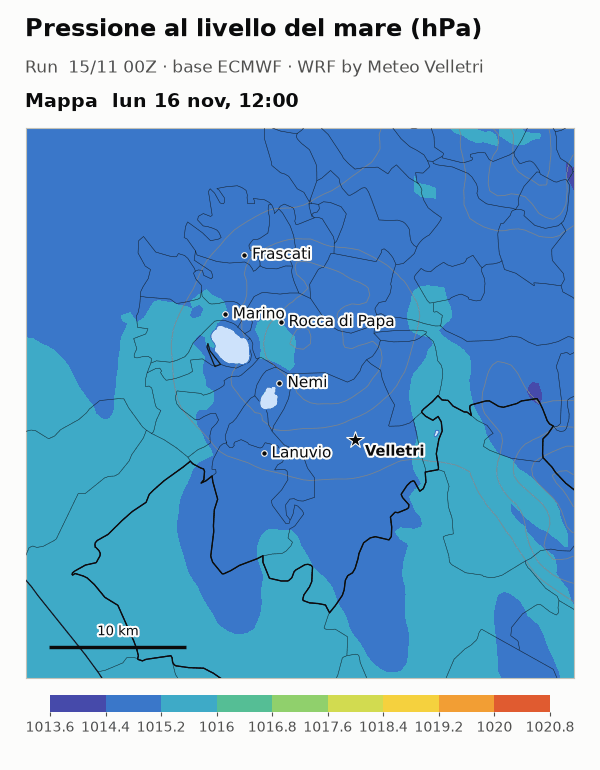 Pressione al livello del mare (hPa)
Run  15/11 00Z · base ECMWF · WRF by Meteo Velletri
Mappa  lun 16 nov, 12:00
Frascati
Marino
Rocca di Papa
Nemi
Velletri
Lanuvio
10 km
1013.6 1014.4 1015.2 1016 1016.8 1017.6 1018.4 1019.2 1020 1020.8